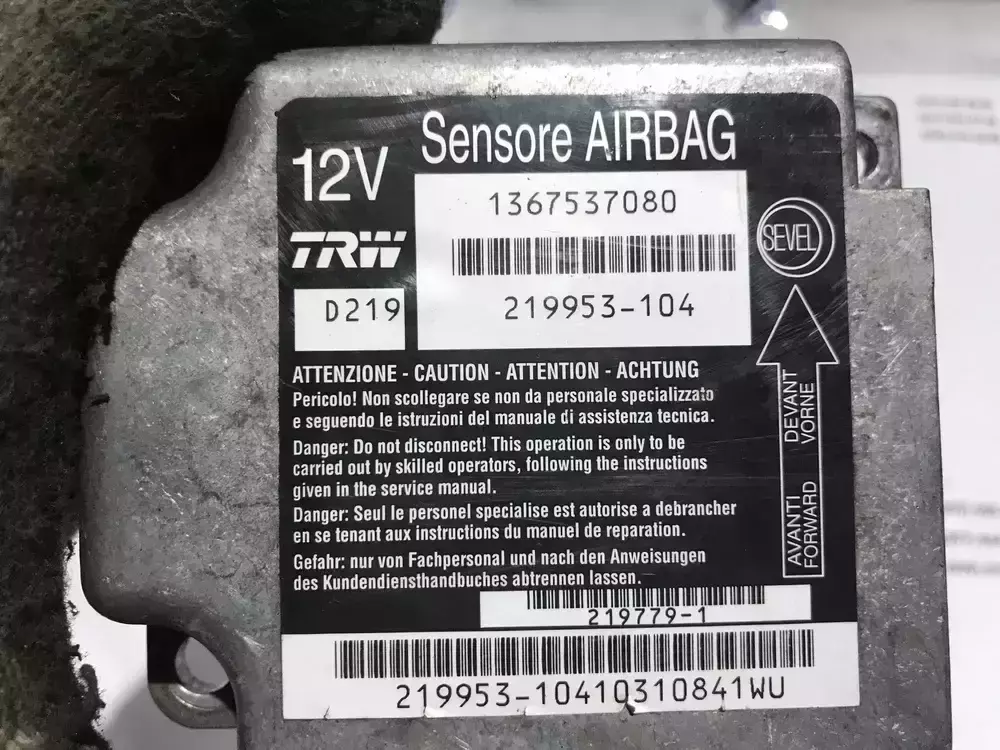 12V
Sensore AIRBAG
TRW
D219
1367537080
219953-104
SEVEL
AVANTI DEVANT
FORWARD VORNE
ATTENZIONE - CAUTION - ATTENTION - ACHTUNG
Pericolo! Non scollegare se non da personale specializzato
e seguendo le istruzioni del manuale di assistenza tecnica.
Danger: Do not disconnect! This operation is only to be
carried out by skilled operators, following the instructions
given in the service manual.
Danger: Seul le personel specialise est autorise a debrancher
en se tenant aux instructions du manuel de reparation.
Gefahr: nur von Fachpersonal und nach den Anweisungen
des Kundendiensthandbuches abtrennen lassen.
219779-1
219953-10410310841WU